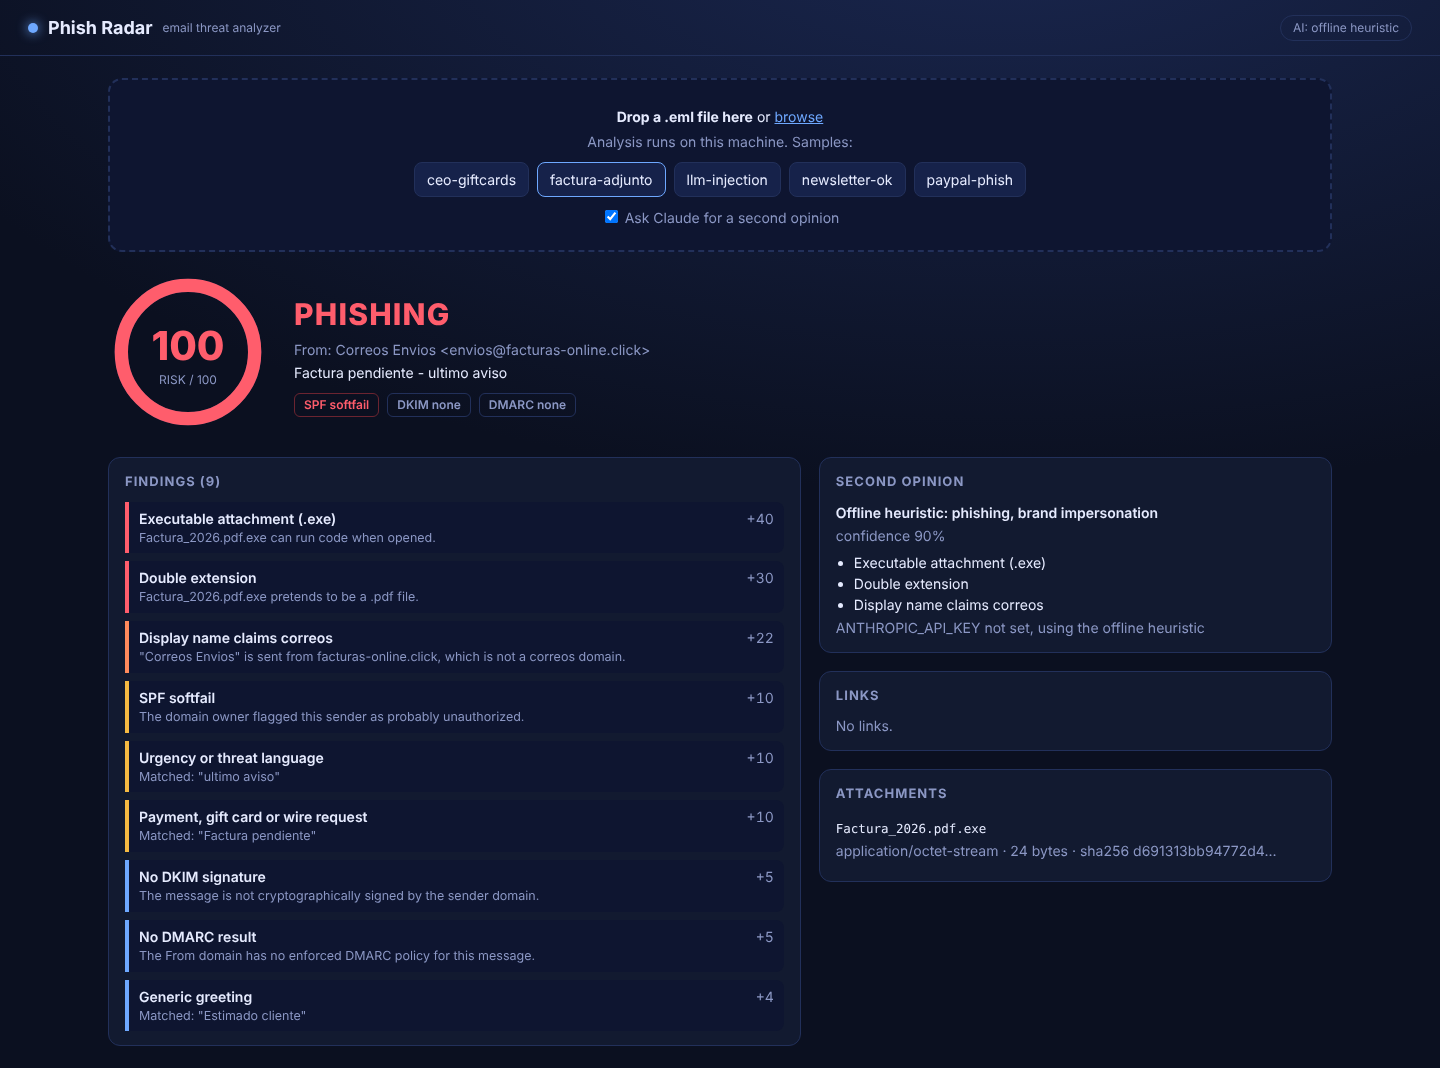 Phish Radar email threat analyzer
AI: offline heuristic
Drop a .eml file here or browse
Analysis runs on this machine. Samples:
ceo-giftcards factura-adjunto llm-injection newsletter-ok paypal-phish
Ask Claude for a second opinion
100
RISK / 100
PHISHING
From: Correos Envios <envios@facturas-online.click>
Factura pendiente - ultimo aviso
SPF softfail DKIM none DMARC none
FINDINGS (9)
Executable attachment (.exe) +40
Factura_2026.pdf.exe can run code when opened.
Double extension +30
Factura_2026.pdf.exe pretends to be a .pdf file.
Display name claims correos +22
"Correos Envios" is sent from facturas-online.click, which is not a correos domain.
SPF softfail +10
The domain owner flagged this sender as probably unauthorized.
Urgency or threat language +10
Matched: "ultimo aviso"
Payment, gift card or wire request +10
Matched: "Factura pendiente"
No DKIM signature +5
The message is not cryptographically signed by the sender domain.
No DMARC result +5
The From domain has no enforced DMARC policy for this message.
Generic greeting +4
Matched: "Estimado cliente"
SECOND OPINION
Offline heuristic: phishing, brand impersonation
confidence 90%
• Executable attachment (.exe)
• Double extension
• Display name claims correos
ANTHROPIC_API_KEY not set, using the offline heuristic
LINKS
No links.
ATTACHMENTS
Factura_2026.pdf.exe
application/octet-stream · 24 bytes · sha256 d691313bb94772d4…